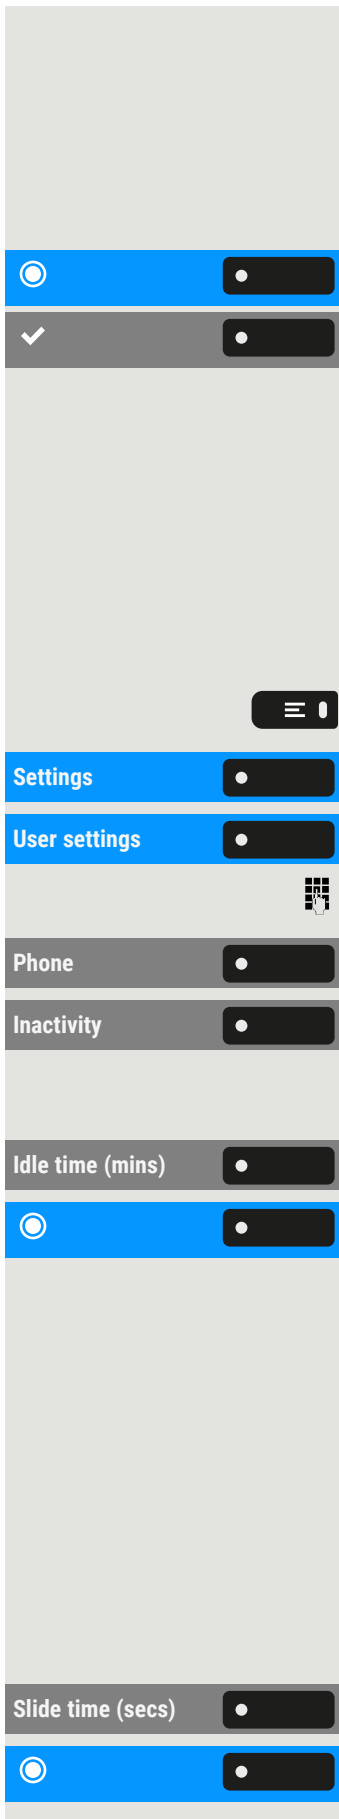 Settings
User settings
Phone
Inactivity
Idle time (mins)
Slide time (secs)